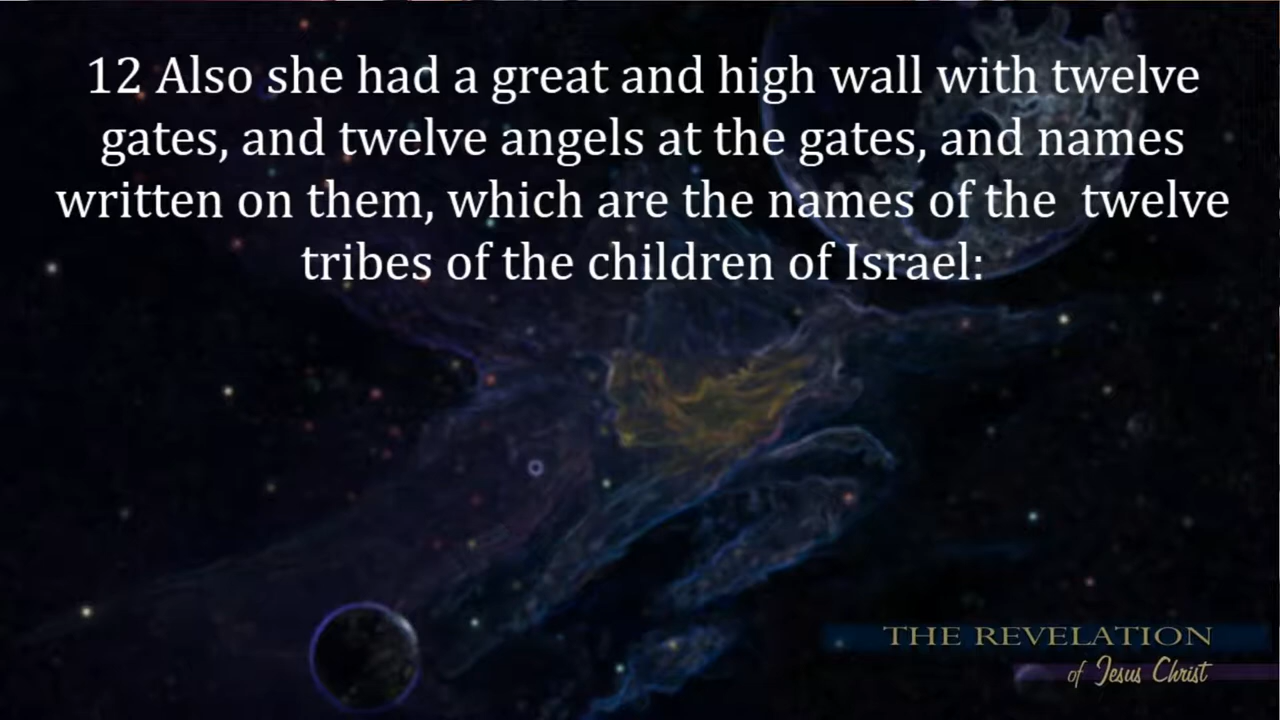 12 Also she had a great and high wall with twelve
gates, and twelve angels at the gates, and names
written on them, which are the names of the  twelve
tribes of the children of Israel:
THE REVELATION
of Jesus Christ